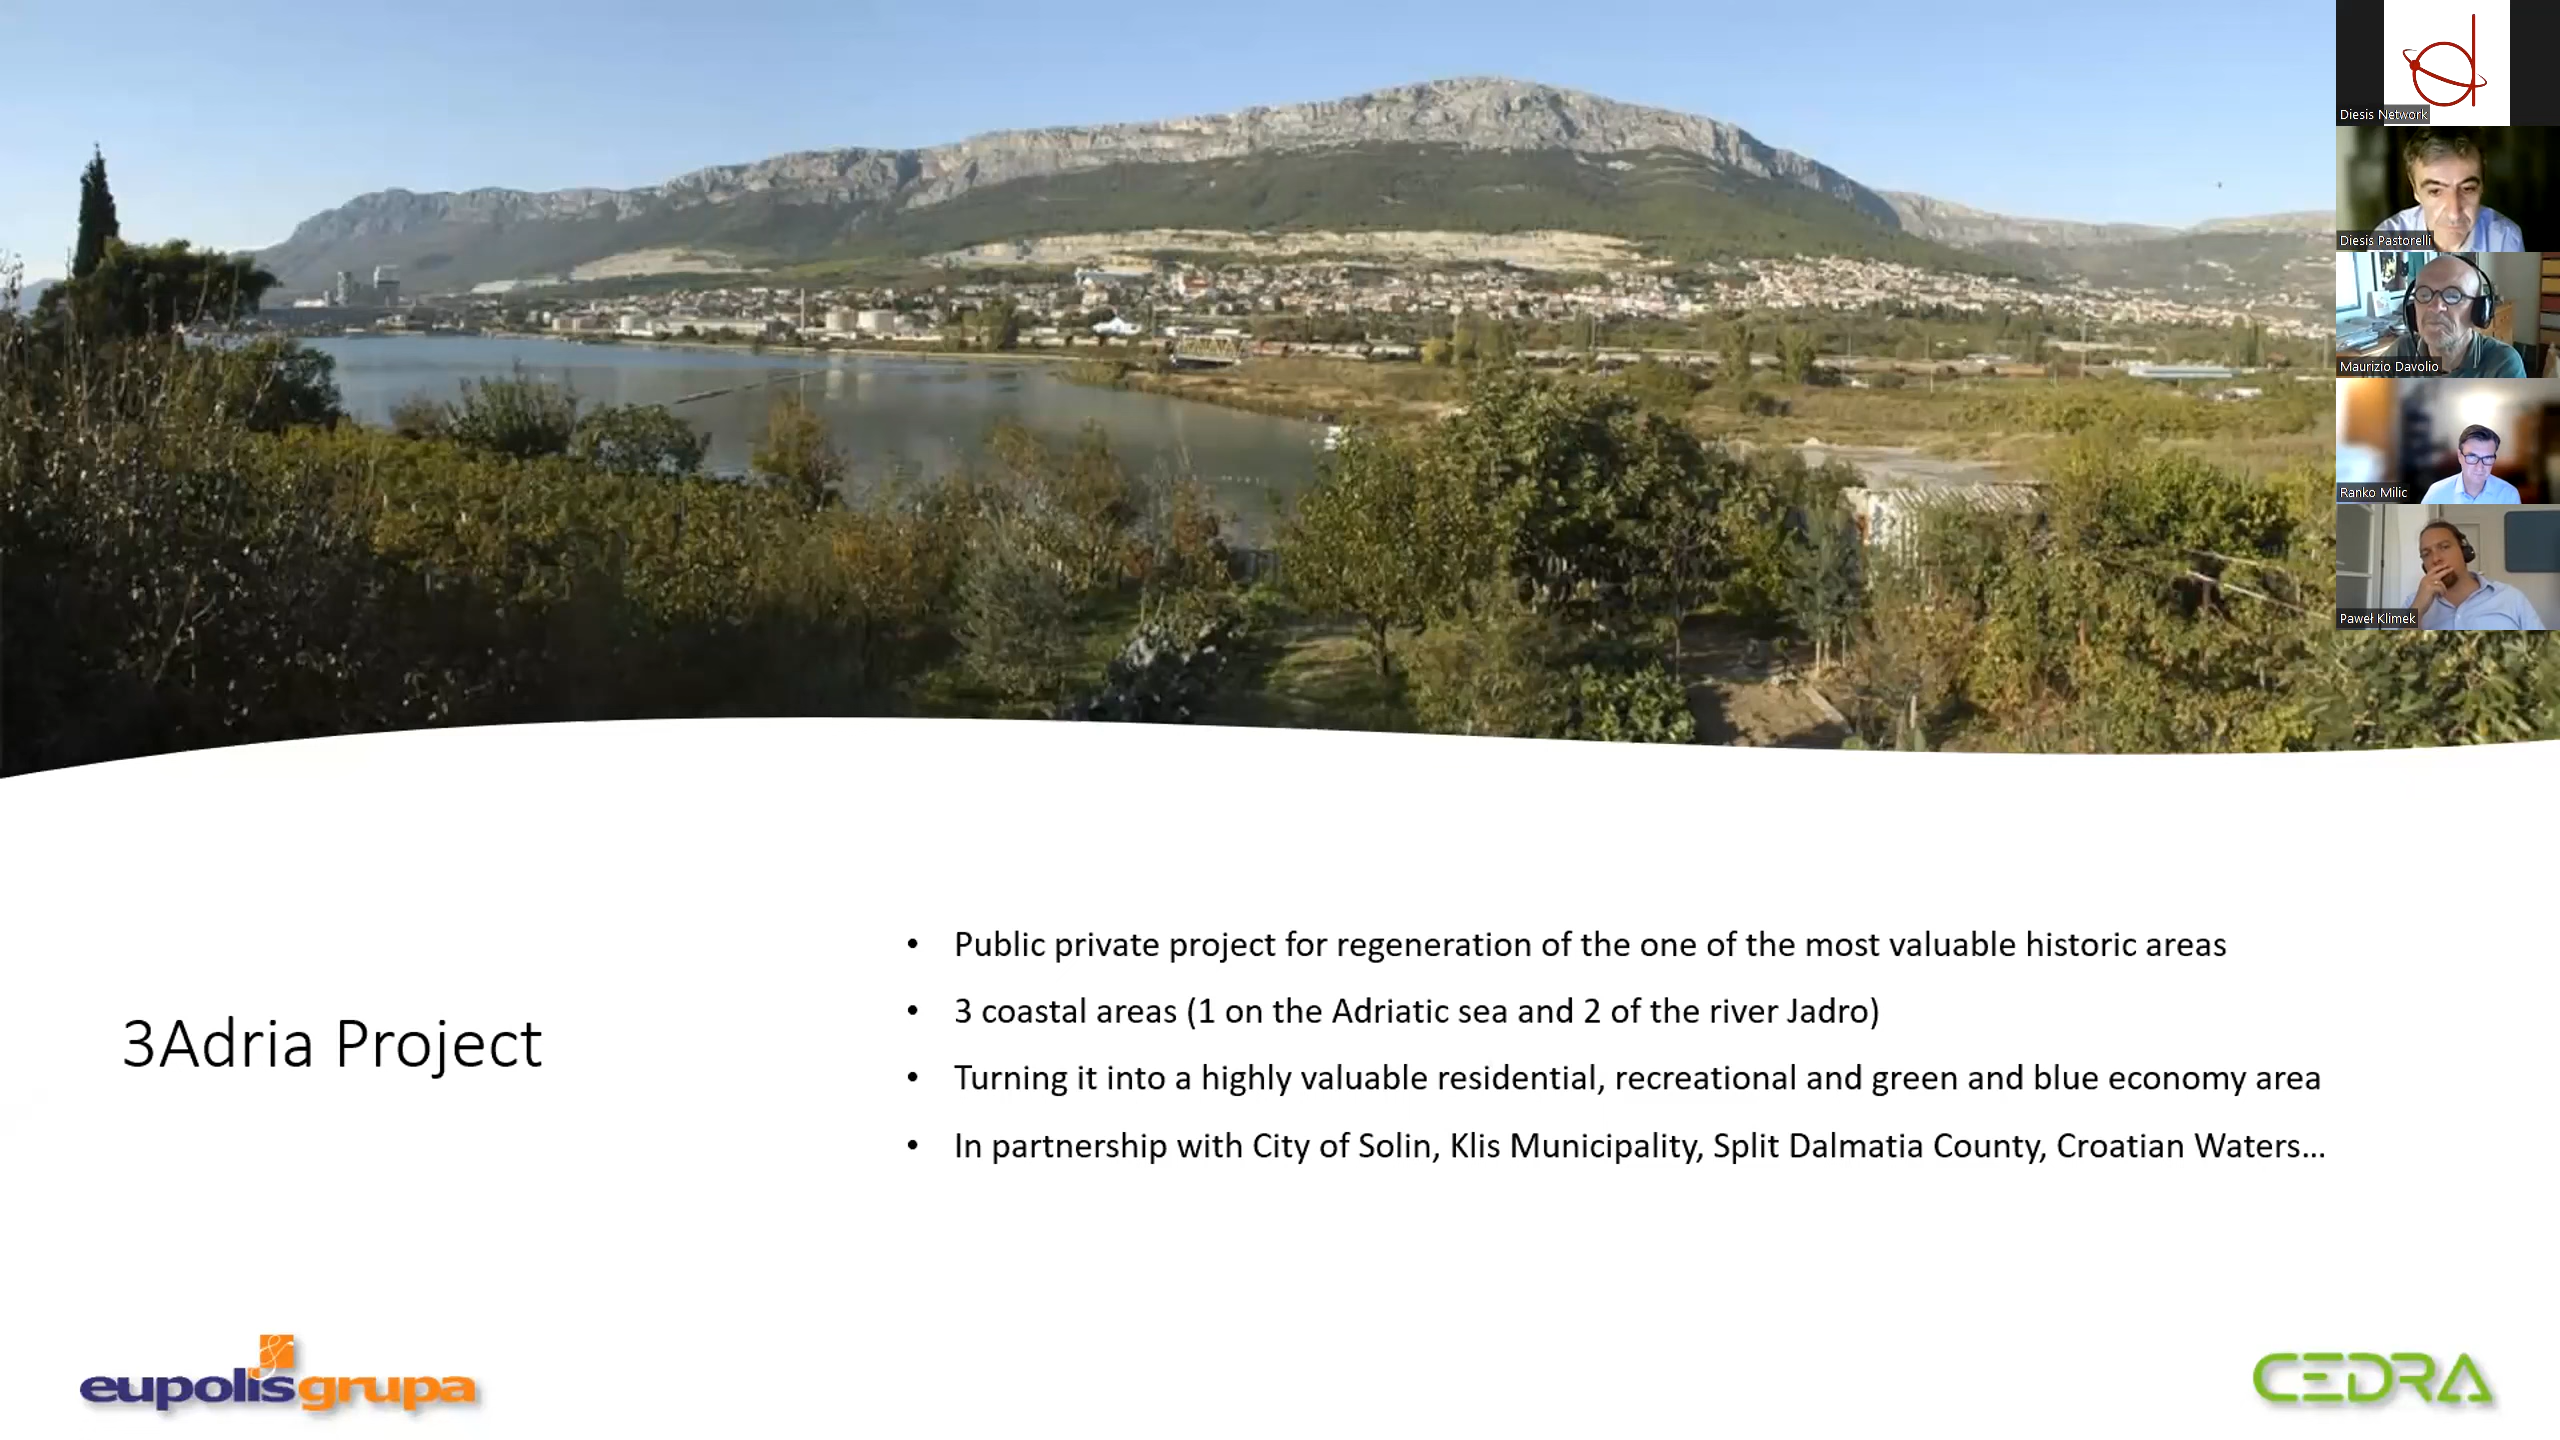 Diesis Network
Diesis Pastorelli
Maurizio Davolio
Ranko Milic
Paweł Klimek
3Adria Project
• Public private project for regeneration of the one of the most valuable historic areas
• 3 coastal areas (1 on the Adriatic sea and 2 of the river Jadro)
• Turning it into a highly valuable residential, recreational and green and blue economy area
• In partnership with City of Solin, Klis Municipality, Split Dalmatia County, Croatian Waters...
eupolisgrupa
CEDRA